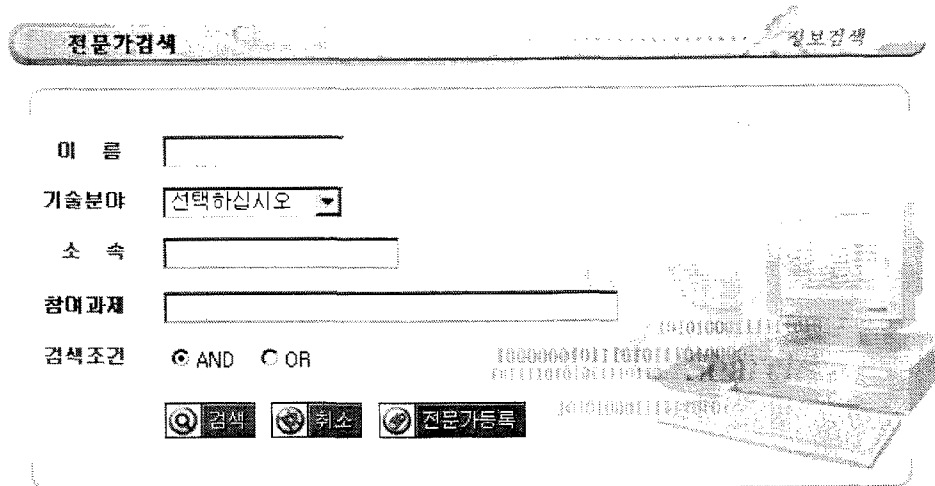 전문가검색
정보검색
이 름
기술분야 선택하십시오
소 속
참여과제
검색조건 AND OR
검색 취소 전문가등록